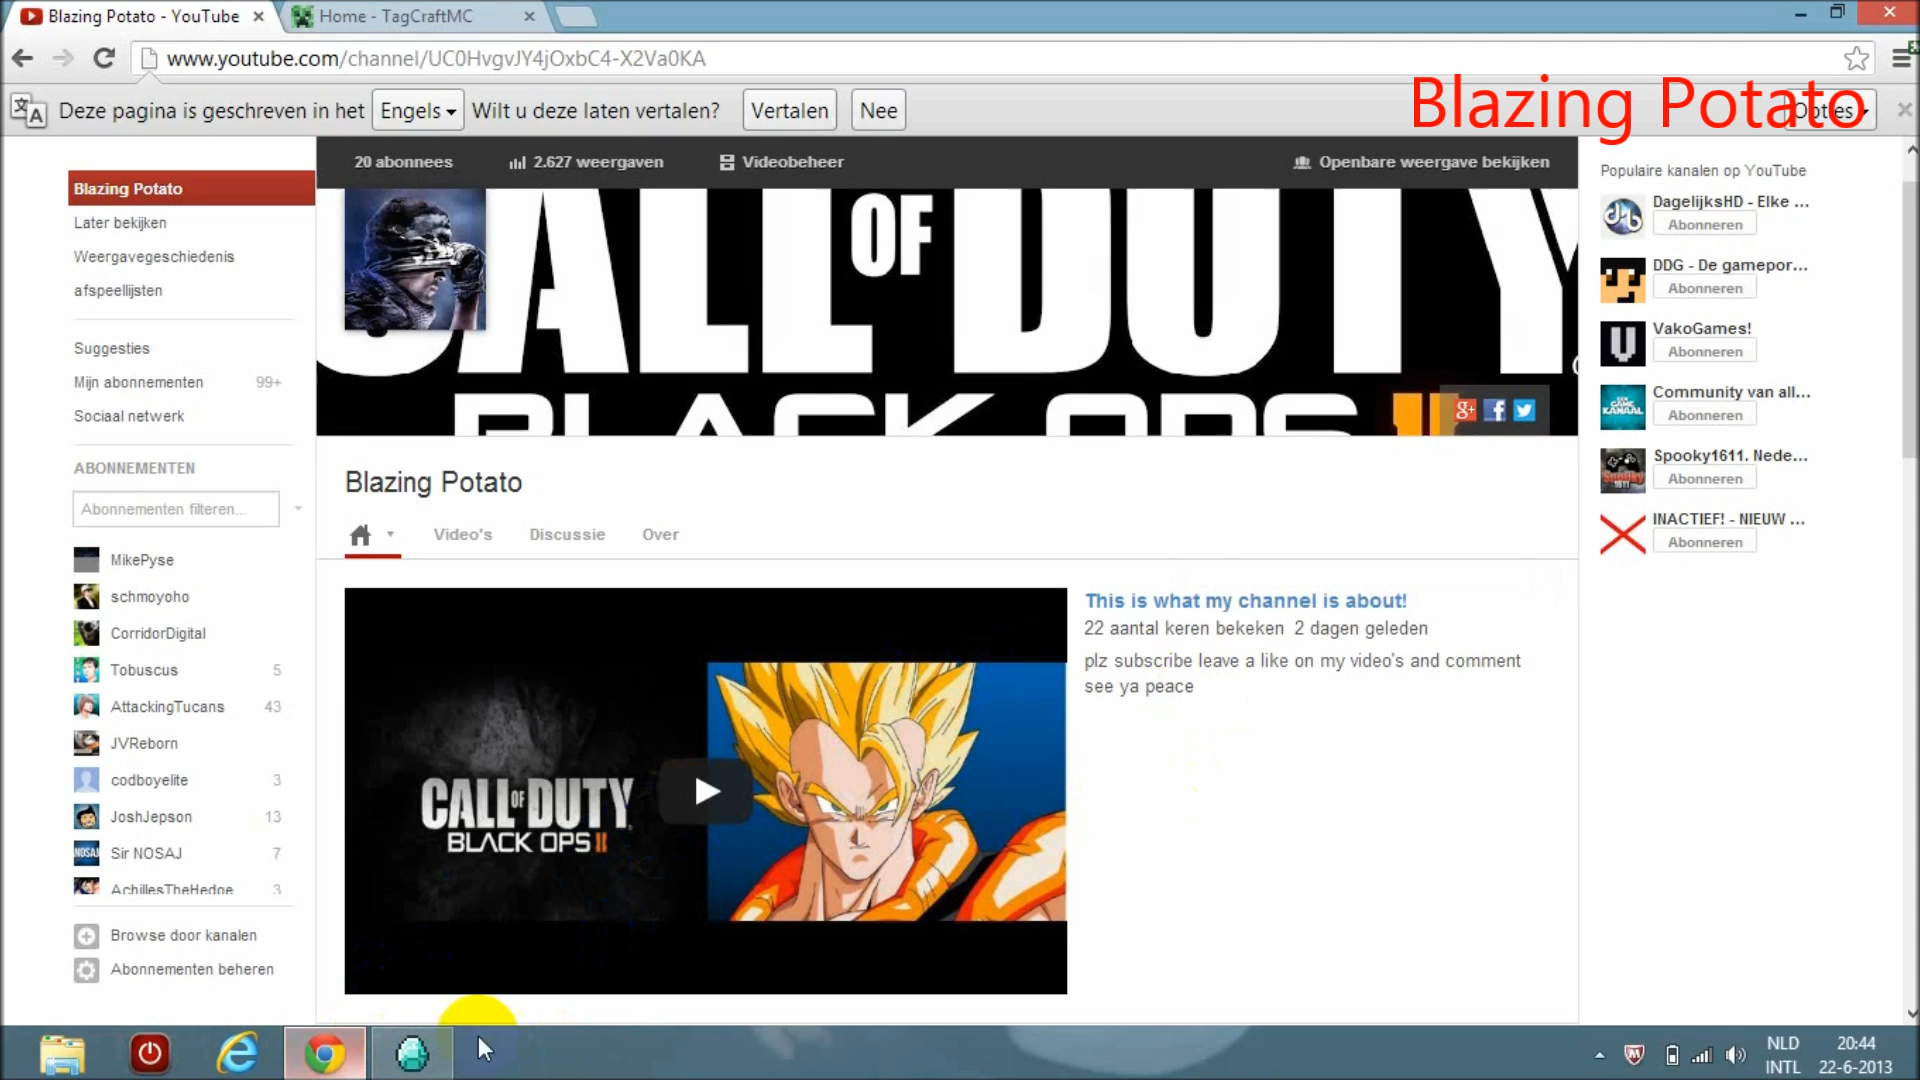 Blazing Potato - YouTube
Home - TagCraftMC
www.youtube.com/channel/UC0HvgvJY4jOxbC4-X2Va0KA
Deze pagina is geschreven in het Engels Wilt u deze laten vertalen? Vertalen Nee
Opties
Blazing Potato
20 abonnees 2.627 weergaven Videobeheer Openbare weergave bekijken
Blazing Potato
Later bekijken
Weergavegeschiedenis
afspeellijsten
Suggesties
Mijn abonnementen 99+
Sociaal netwerk
ABONNEMENTEN
Abonnementen filteren...
MikePyse
schmoyoho
CorridorDigital
Tobuscus 5
AttackingTucans 43
JVReborn
codboyelite 3
JoshJepson 13
Sir NOSAJ 7
AchillesTheHedge 3
Browse door kanalen
Abonnementen beheren
CALL OF DUTY
BLACK OPS II
Blazing Potato
Video's Discussie Over
CALL OF DUTY
BLACK OPS II
This is what my channel is about!
22 aantal keren bekeken 2 dagen geleden
plz subscribe leave a like on my video's and comment
see ya peace
Populaire kanalen op YouTube
DagelijksHD - Elke ...
Abonneren
DDG - De gamepor...
Abonneren
VakoGames!
Abonneren
Community van all...
Abonneren
Spooky1611. Nede...
Abonneren
INACTIEF! - NIEUW ...
Abonneren
NLD
INTL
20:44
22-6-2013